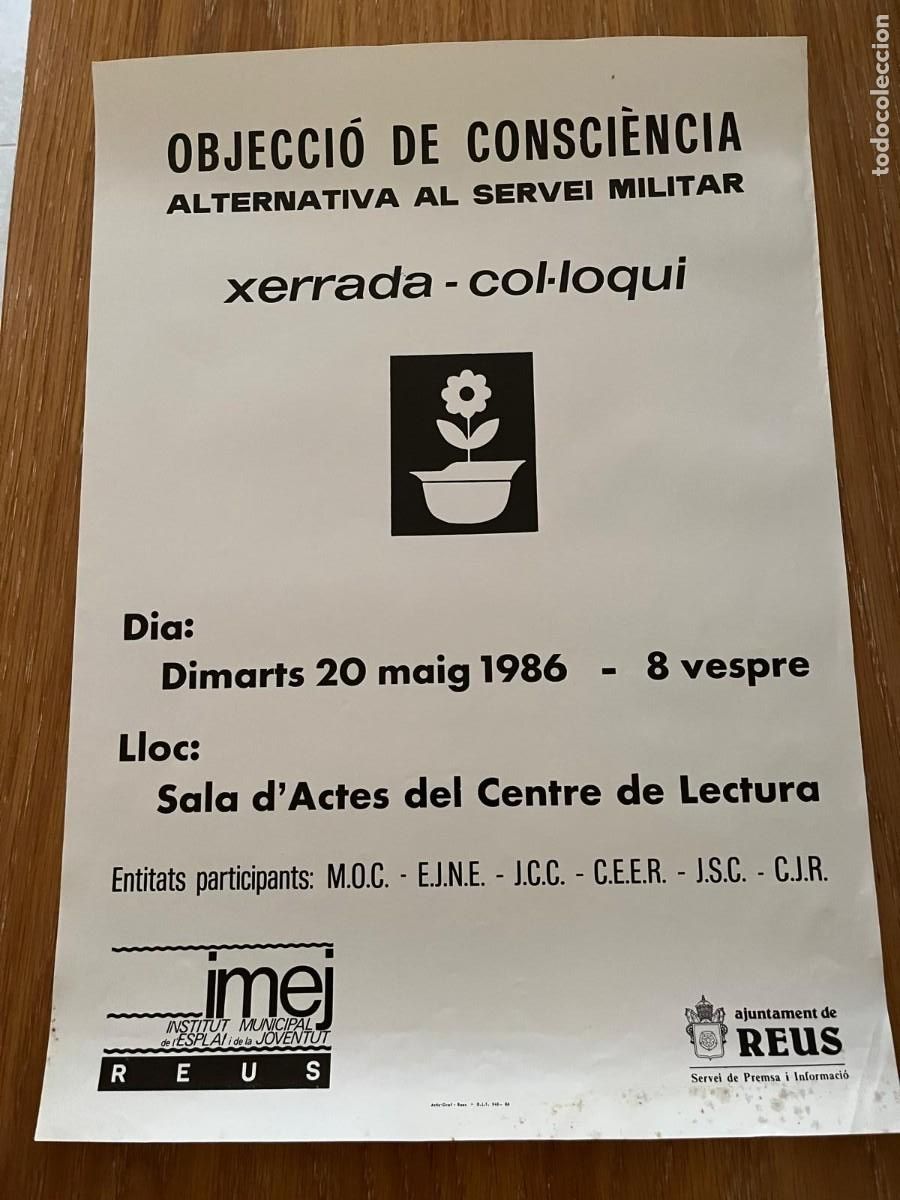 OBJECCIÓ DE CONSCIÈNCIA
ALTERNATIVA AL SERVEI MILITAR
xerrada - col·loqui
Dia:
Dimarts 20 maig 1986 - 8 vespre
Lloc:
Sala d'Actes del Centre de Lectura
Entitats participants: M.O.C. - E.J.N.E. - J.C.C. - C.E.E.R. - J.S.C. - C.J.R.
imej
INSTITUT MUNICIPAL
de l'ESPLAI i de la JOVENTUT
REUS
ajuntament de
REUS
Servei de Premsa i Informació
todocoleccion